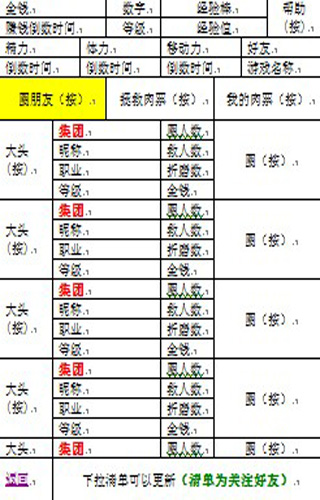 金钱 数字 经验条 帮助（按）
赚钱倒数时间 等级 经验值
精力 体力 移动力 好友
倒数时间 倒数时间 倒数时间 游戏名称
圈朋友（按） 拯救肉票（按） 我的肉票（按）
大头（按） 集团 圈人数 圈（按）
昵称 救人数
职业 折磨数
等级 金钱
大头（按） 集团 圈人数 圈（按）
昵称 救人数
职业 折磨数
等级 金钱
大头（按） 集团 圈人数 圈（按）
昵称 救人数
职业 折磨数
等级 金钱
大头（按） 集团 圈人数 圈（按）
昵称 救人数
职业 折磨数
等级 金钱
大头 集团 圈人数 圈（按）
返回 下拉清单可以更新（清单为关注好友）